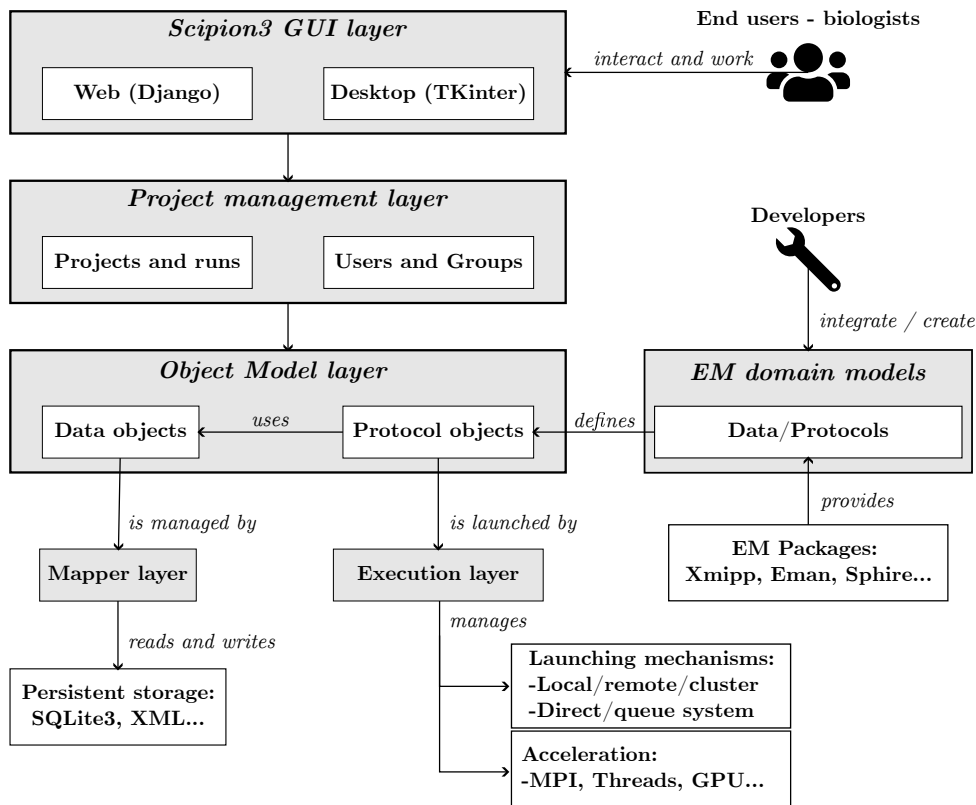 Scipion3 GUI layer
End users - biologists
interact and work
Web (Django)
Desktop (TKinter)
Project management layer
Developers
Projects and runs
Users and Groups
integrate / create
Object Model layer
EM domain models
Data objects
uses
Protocol objects
defines
Data/Protocols
is managed by
is launched by
provides
Mapper layer
Execution layer
EM Packages:
Xmipp, Eman, Sphire...
reads and writes
manages
Persistent storage:
SQLite3, XML...
Launching mechanisms:
-Local/remote/cluster
-Direct/queue system
Acceleration:
-MPI, Threads, GPU...